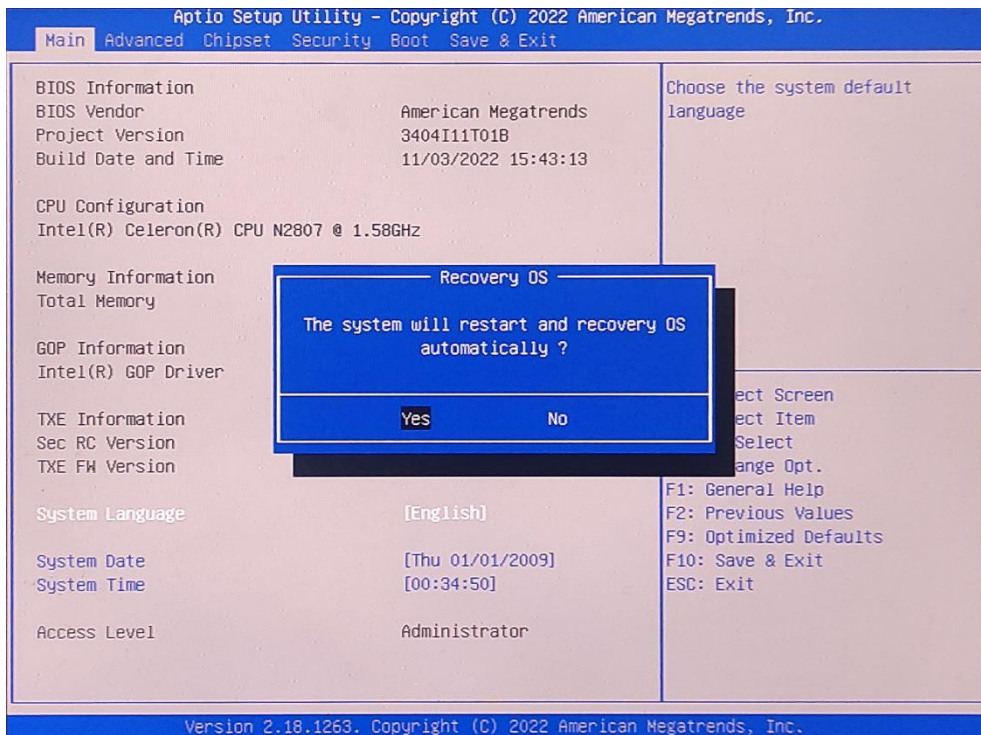 Aptio Setup Utility – Copyright (C) 2022 American Megatrends, Inc.
Main Advanced Chipset Security Boot Save & Exit
BIOS Information
BIOS Vendor American Megatrends
Project Version 3404I11T01B
Build Date and Time 11/03/2022 15:43:13
CPU Configuration
Intel(R) Celeron(R) CPU N2807 @ 1.58GHz
Memory Information
Total Memory
GOP Information
Intel(R) GOP Driver
TXE Information
Sec RC Version
TXE FW Version
System Language [English]
System Date [Thu 01/01/2009]
System Time [00:34:50]
Access Level Administrator
Recovery OS
The system will restart and recovery OS
automatically ?
Yes No
Choose the system default
language
ect Screen
ect Item
Select
ange Opt.
F1: General Help
F2: Previous Values
F9: Optimized Defaults
F10: Save & Exit
ESC: Exit
Version 2.18.1263. Copyright (C) 2022 American Megatrends, Inc.